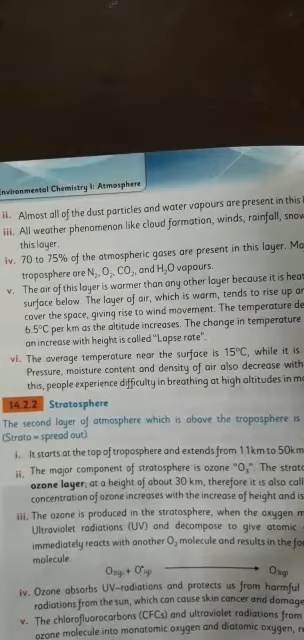 Environmental Chemistry I: Atmosphere
ii. Almost all of the dust particles and water vapours are present in this
iii. All weather phenomenon like cloud formation, winds, rainfall, snow
this layer.
iv. 70 to 75% of the atmospheric gases are present in this layer.
troposphere are N₂, O₂, CO₂, and H₂O vapours.
v. The air of this layer is warmer than any other layer because it is
surface below. The layer of air, which is warm, tends to rise up
cover the space, giving rise to wind movement. The temperature
6.5°C per km as the altitude increases. The change in temperature
an increase with height is called "Lapse rate".
vi. The average temperature near the surface is 15°C, while it is
Pressure, moisture content and density of air also decrease with
this, people experience difficulty in breathing at high altitudes in
14.2.2 Stratosphere
The second layer of atmosphere which is above the troposphere is
(Strato = spread out)
i. It starts at the top of troposphere and extends from 11km to 50km
ii. The major component of stratosphere is ozone "O₃". The
ozone layer; at a height of about 30 km, therefore it is also
concentration of ozone increases with the increase of height and is
iii. The ozone is produced in the stratosphere, when the oxygen
Ultraviolet radiations (UV) and decompose to give atomic
immediately reacts with another O₂ molecule and results in the
molecule.
O₂(g) + O•(g) ⟶ O₃(g)
iv. Ozone absorbs UV–radiations and protects us from harmful
radiations from the sun, which can cause skin cancer and damage
v. The chlorofluorocarbons (CFCs) and ultraviolet radiations from
ozone molecule into monatomic oxygen and diatomic oxygen,